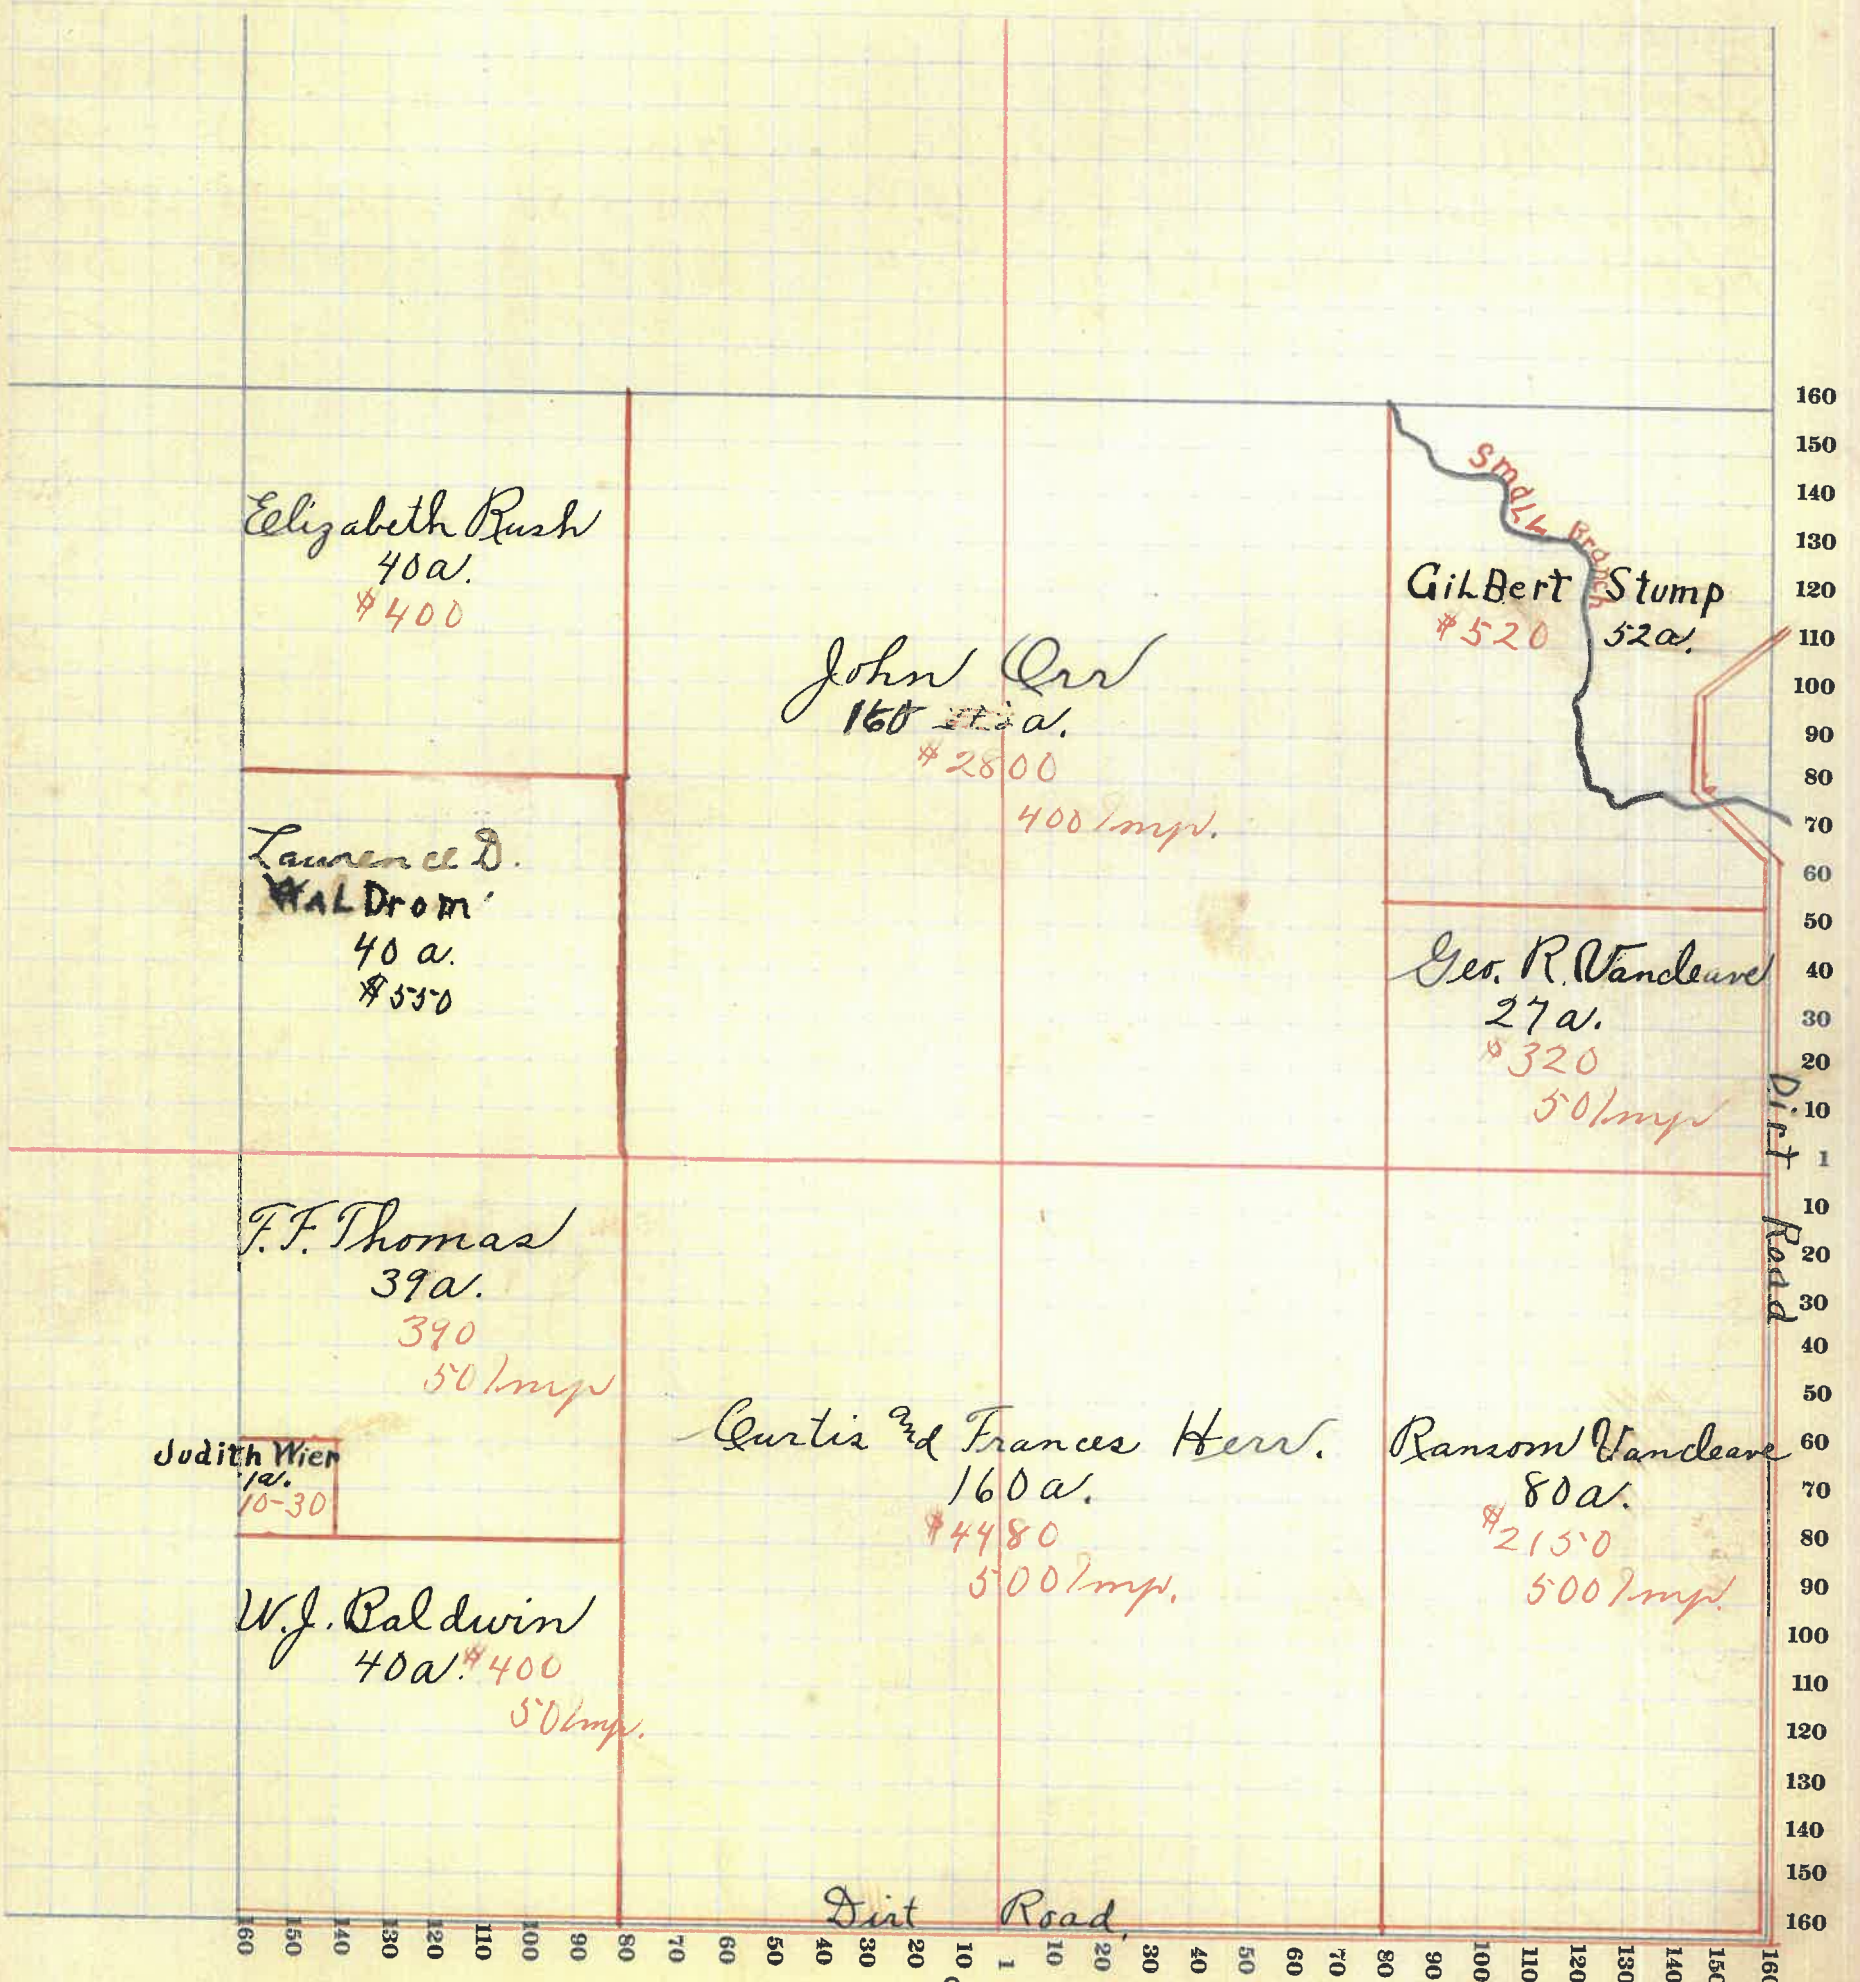 Elizabeth Rush
40a.
$400
Laurence D.
WALDrom
40 a.
$550
F.F. Thomas
39a.
390
50 Imp
Judith Wier
1a.
10-30
W.J. Baldwin
40a. $400
50 Imp.
John Orr
160 a.
$2800
400 Imp.
Curtis and Frances Herr.
160a.
$4480
500 Imp.
SmaLL Branch
GiLBert Stump
$520 52a.
Geo. R. Vancleave
27a.
$320
50 Imp
Ransom Vancleave
80a.
$2150
500 Imp.
Dirt Road
Dirt Road
160
150
140
130
120
110
100
90
80
70
60
50
40
30
20
10
1
10
20
30
40
50
60
70
80
90
100
110
120
130
140
150
160
160 150 140 130 120 110 100 90 80 70 60 50 40 30 20 10 1 10 20 30 40 50 60 70 80 90 100 110 120 130 140 150 160